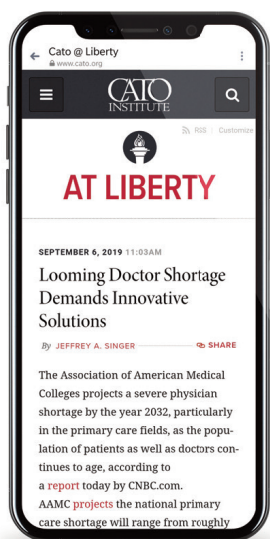 Cato @ Liberty
www.cato.org
CATO
INSTITUTE
RSS | Customize
AT LIBERTY
SEPTEMBER 6, 2019 11:03AM
Looming Doctor Shortage
Demands Innovative
Solutions
By JEFFREY A. SINGER
SHARE
The Association of American Medical
Colleges projects a severe physician
shortage by the year 2032, particularly
in the primary care fields, as the popu-
lation of patients as well as doctors con-
tinues to age, according to
a report today by CNBC.com.
AAMC projects the national primary
care shortage will range from roughly